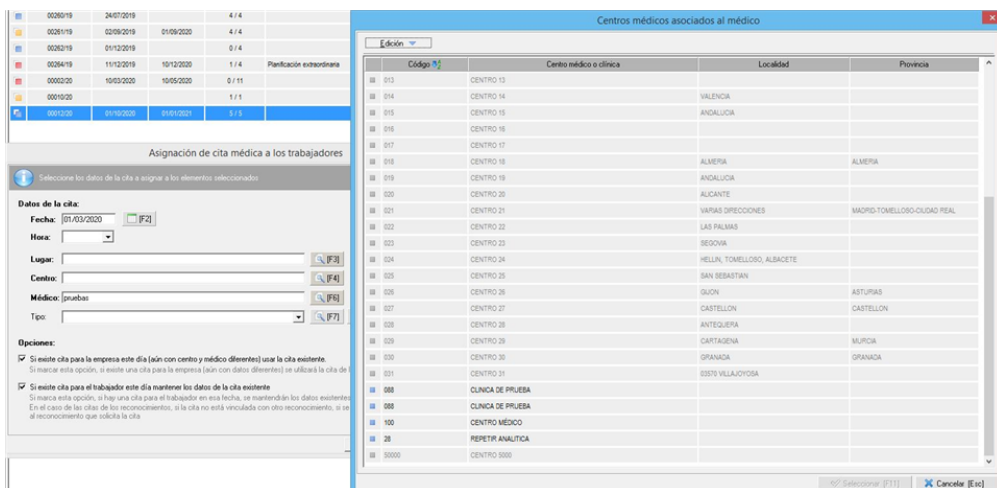 00260/19 24/07/2019 4 / 4
00261/19 02/09/2019 01/09/2020 4 / 4
00262/19 01/12/2019 0 / 4
00264/19 11/12/2019 10/12/2020 1 / 4 Planificación extraordinaria
00002/20 10/03/2020 10/05/2020 0 / 11
00010/20 1 / 1
00012/20 01/10/2020 01/01/2021 5 / 5
Asignación de cita médica a los trabajadores
Seleccione los datos de la cita a asignar a los elementos seleccionados
Datos de la cita:
Fecha: 01/03/2020 [F2]
Hora:
Lugar: [F3]
Centro: [F4]
Médico: pruebas [F6]
Tipo: [F7]
Opciones:
Si existe cita para la empresa este día (aún con centro y médico diferentes) usar la cita existente.
Si marcar esta opción, si existe una cita para la empresa (aún con datos diferentes) se utilizará la cita de l
Si existe cita para el trabajador este día mantener los datos de la cita existente
Si marca esta opción, si hay una cita para el trabajador en esa fecha, se mantendrán los datos existentes
En el caso de las citas de los reconocimientos, si la cita no está vinculada con otro reconocimiento, si se
al reconocimiento que solicita la cita
Centros médicos asociados al médico
Edición
Código Centro médico o clínica Localidad Provincia
013 CENTRO 13
014 CENTRO 14 VALENCIA
015 CENTRO 15 ANDALUCIA
016 CENTRO 16
017 CENTRO 17
018 CENTRO 18 ALMERIA ALMERIA
019 CENTRO 19 ANDALUCIA
020 CENTRO 20 ALICANTE
021 CENTRO 21 VARIAS DIRECCIONES MADRID-TOMELLOSO-CIUDAD REAL
022 CENTRO 22 LAS PALMAS
023 CENTRO 23 SEGOVIA
024 CENTRO 24 HELLIN, TOMELLOSO, ALBACETE
025 CENTRO 25 SAN SEBASTIAN
026 CENTRO 26 GIJON ASTURIAS
027 CENTRO 27 CASTELLON CASTELLON
028 CENTRO 28 ANTEQUERA
029 CENTRO 29 CARTAGENA MURCIA
030 CENTRO 30 GRANADA GRANADA
031 CENTRO 31 03570 VILLAJOYOSA
088 CLINICA DE PRUEBA
088 CLINICA DE PRUEBA
100 CENTRO MÉDICO
28 REPETIR ANALITICA
50000 CENTRO 5000
Seleccionar [F11] Cancelar [Esc]